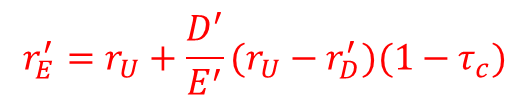 r′_E = r_U + D′/E′ (r_U − r′_D)(1 − τ_c)